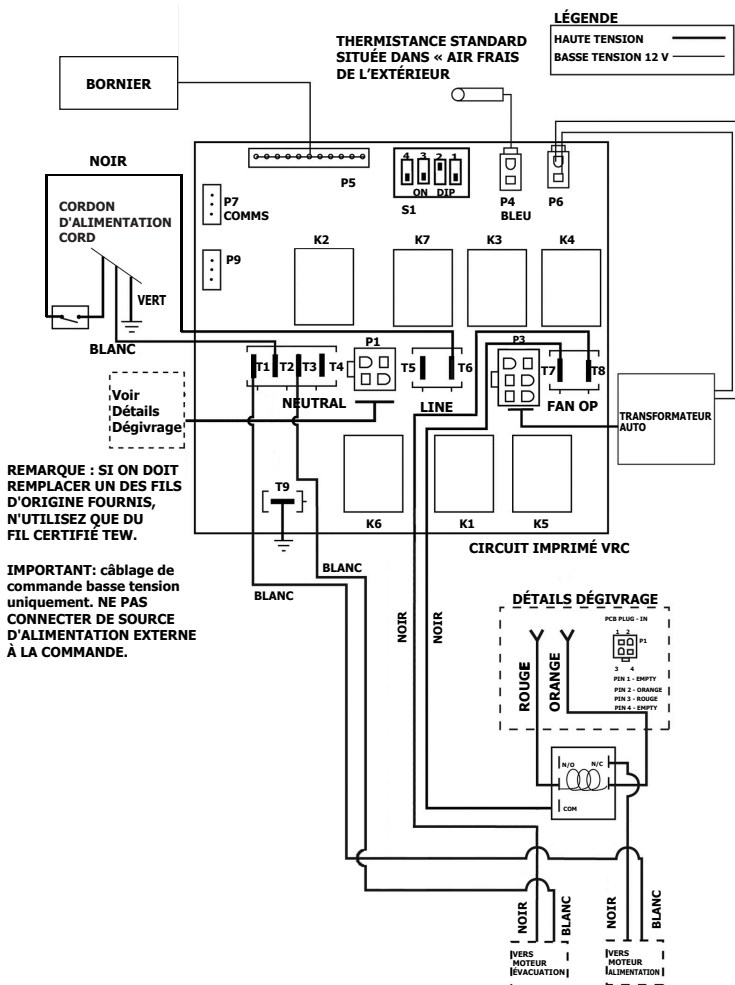 LÉGENDE
HAUTE TENSION
BASSE TENSION 12 V
THERMISTANCE STANDARD
SITUÉE DANS « AIR FRAIS
DE L'EXTÉRIEUR
BORNIER
NOIR
P5
4 3 2 1
ON DIP
S1
P4
BLEU
P6
P7
COMMS
P9
CORDON
D'ALIMENTATION
CORD
VERT
BLANC
K2
K7
K3
K4
P1
P3
T1
T2
T3
T4
T5
T6
T7
T8
NEUTRAL
LINE
FAN OP
Voir
Détails
Dégivrage
TRANSFORMATEUR
AUTO
T9
K6
K1
K5
CIRCUIT IMPRIMÉ VRC
REMARQUE : SI ON DOIT
REMPLACER UN DES FILS
D'ORIGINE FOURNIS,
N'UTILISEZ QUE DU
FIL CERTIFIÉ TEW.
IMPORTANT: câblage de
commande basse tension
uniquement. NE PAS
CONNECTER DE SOURCE
D'ALIMENTATION EXTERNE
À LA COMMANDE.
BLANC
BLANC
NOIR
NOIR
DÉTAILS DÉGIVRAGE
PCB PLUG - IN
1 2
P1
3 4
PIN 1 - EMPTY
PIN 2 - ORANGE
PIN 3 - ROUGE
PIN 4 - EMPTY
ROUGE
ORANGE
N/O
N/C
COM
NOIR
BLANC
NOIR
BLANC
VERS
MOTEUR
ÉVACUATION
VERS
MOTEUR
ALIMENTATION